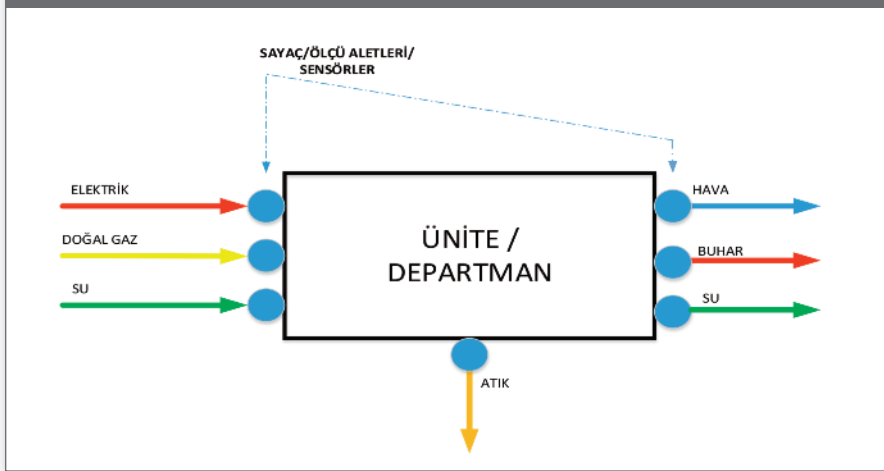 SAYAÇ/ÖLÇÜ ALETLERİ/
SENSÖRLER
ELEKTRİK
DOĞAL GAZ
SU
ÜNİTE /
DEPARTMAN
HAVA
BUHAR
SU
ATIK